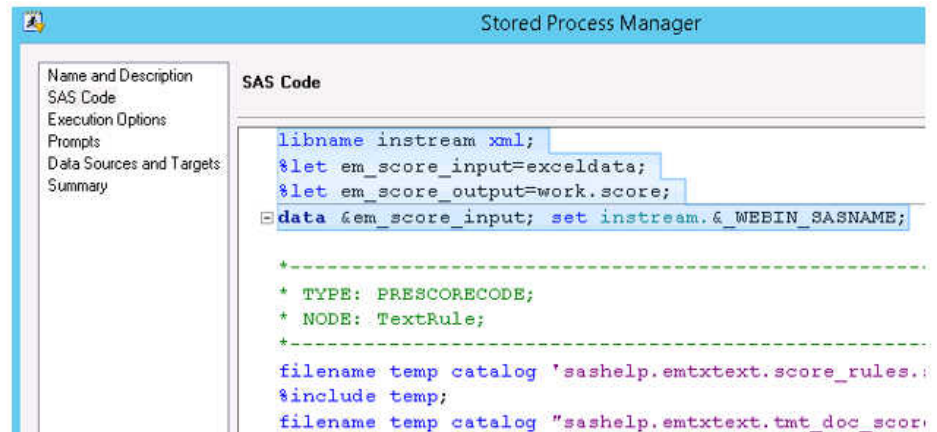 Stored Process Manager
Name and Description
SAS Code
Execution Options
Prompts
Data Sources and Targets
Summary
SAS Code
libname instream xml;
%let em_score_input=exceldata;
%let em_score_output=work.score;
data &em_score_input; set instream.&_WEBIN_SASNAME;
*------------------------------------------------------------
* TYPE: PRESCORECODE;
* NODE: TextRule;
*------------------------------------------------------------
filename temp catalog 'sashelp.emtxtext.score_rules.
%include temp;
filename temp catalog "sashelp.emtxtext.tmt_doc_scor